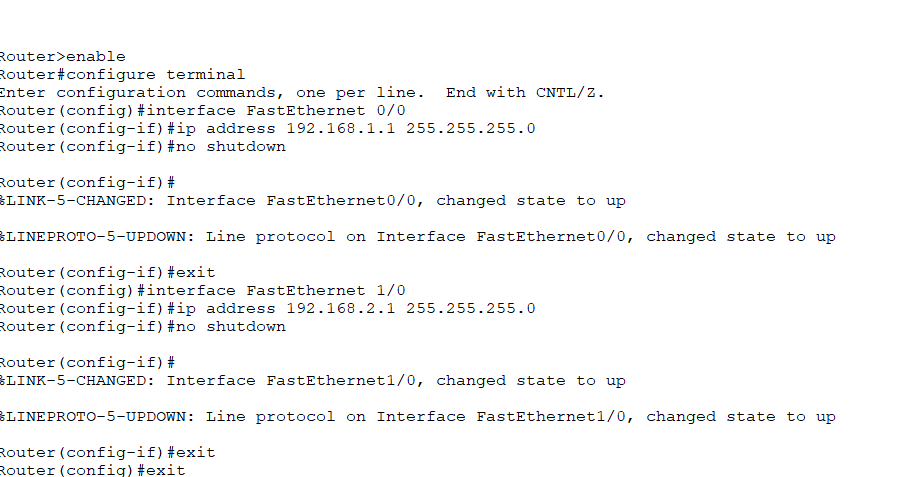 Router>enable
Router#configure terminal
Enter configuration commands, one per line.  End with CNTL/Z.
Router(config)#interface FastEthernet 0/0
Router(config-if)#ip address 192.168.1.1 255.255.255.0
Router(config-if)#no shutdown
Router(config-if)#
%LINK-5-CHANGED: Interface FastEthernet0/0, changed state to up
%LINEPROTO-5-UPDOWN: Line protocol on Interface FastEthernet0/0, changed state to up
Router(config-if)#exit
Router(config)#interface FastEthernet 1/0
Router(config-if)#ip address 192.168.2.1 255.255.255.0
Router(config-if)#no shutdown
Router(config-if)#
%LINK-5-CHANGED: Interface FastEthernet1/0, changed state to up
%LINEPROTO-5-UPDOWN: Line protocol on Interface FastEthernet1/0, changed state to up
Router(config-if)#exit
Router(config)#exit